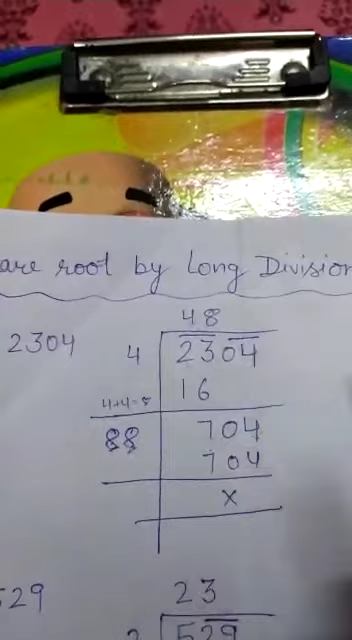 are root by Long Division
48
2304 4 2304
4+4=8 16
88 704
704
x
529 23
2 529